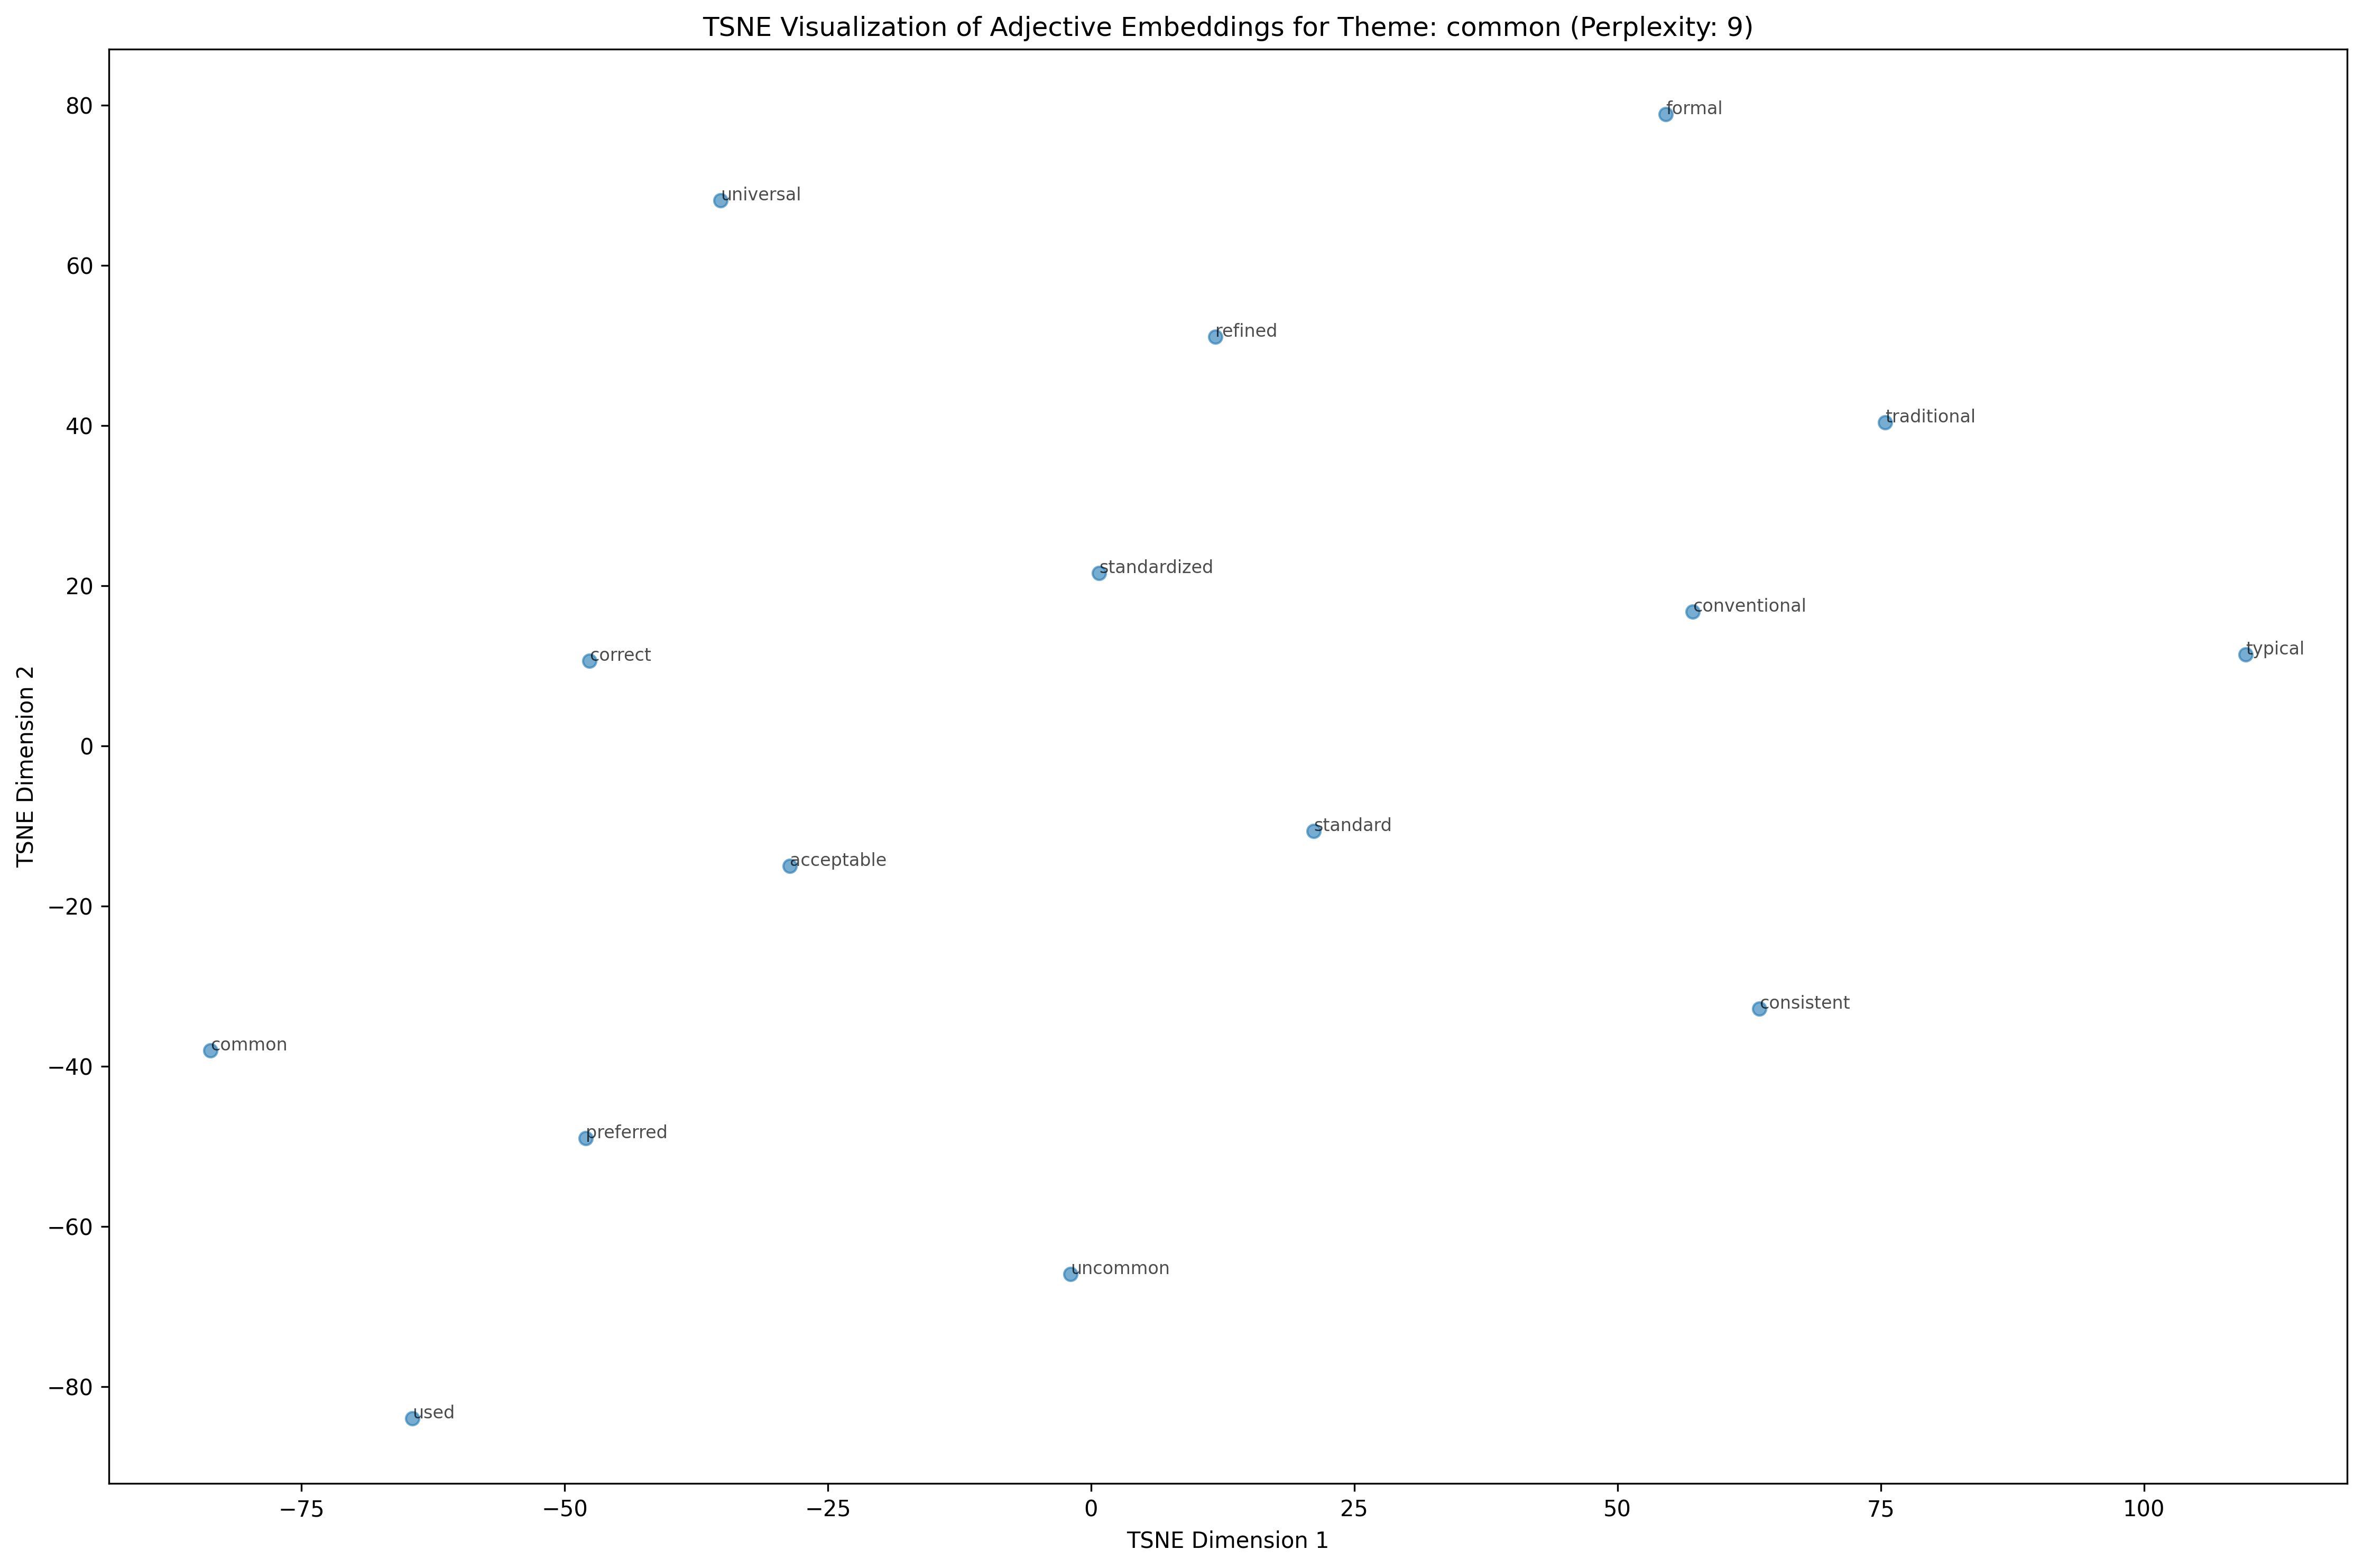 TSNE Visualization of Adjective Embeddings for Theme: common (Perplexity: 9)
80
60
40
20
0
−20
−40
−60
−80
TSNE Dimension 2
formal
universal
refined
traditional
standardized
conventional
correct
typical
standard
acceptable
consistent
common
preferred
uncommon
used
−75
−50
−25
0
25
50
75
100
TSNE Dimension 1